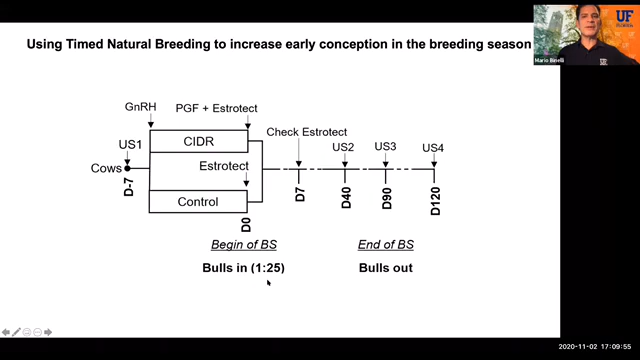 Using Timed Natural Breeding to increase early conception in the breeding season
UF
Mario Binelli
GnRH
PGF + Estrotect
US1
CIDR
Check Estrotect
Estrotect
US2
US3
US4
Cows
Control
D-7
D0
D7
D40
D90
D120
Begin of BS
End of BS
Bulls in (1:25)
Bulls out
2020-11-02 17:09:55